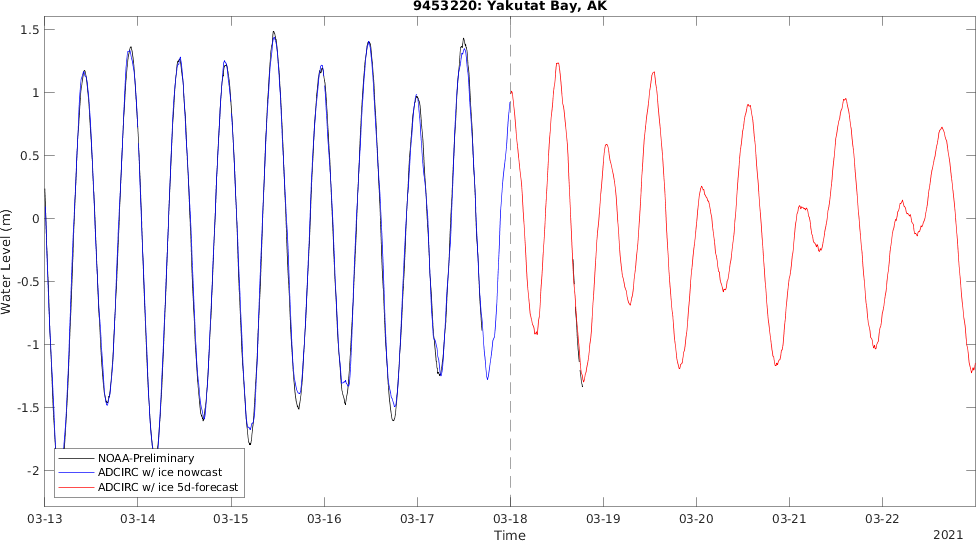 9453220: Yakutat Bay, AK
1.5
1
0.5
0
-0.5
-1
-1.5
-2
Water Level (m)
NOAA-Preliminary
ADCIRC w/ ice nowcast
ADCIRC w/ ice 5d-forecast
03-13 03-14 03-15 03-16 03-17 03-18 03-19 03-20 03-21 03-22
Time
2021